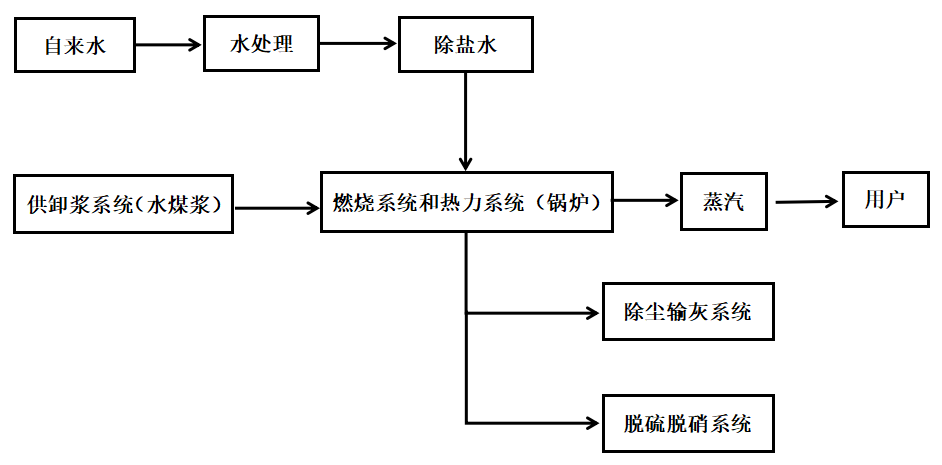 自来水
水处理
除盐水
供卸浆系统（水煤浆）
燃烧系统和热力系统（锅炉）
蒸汽
用户
除尘输灰系统
脱硫脱硝系统